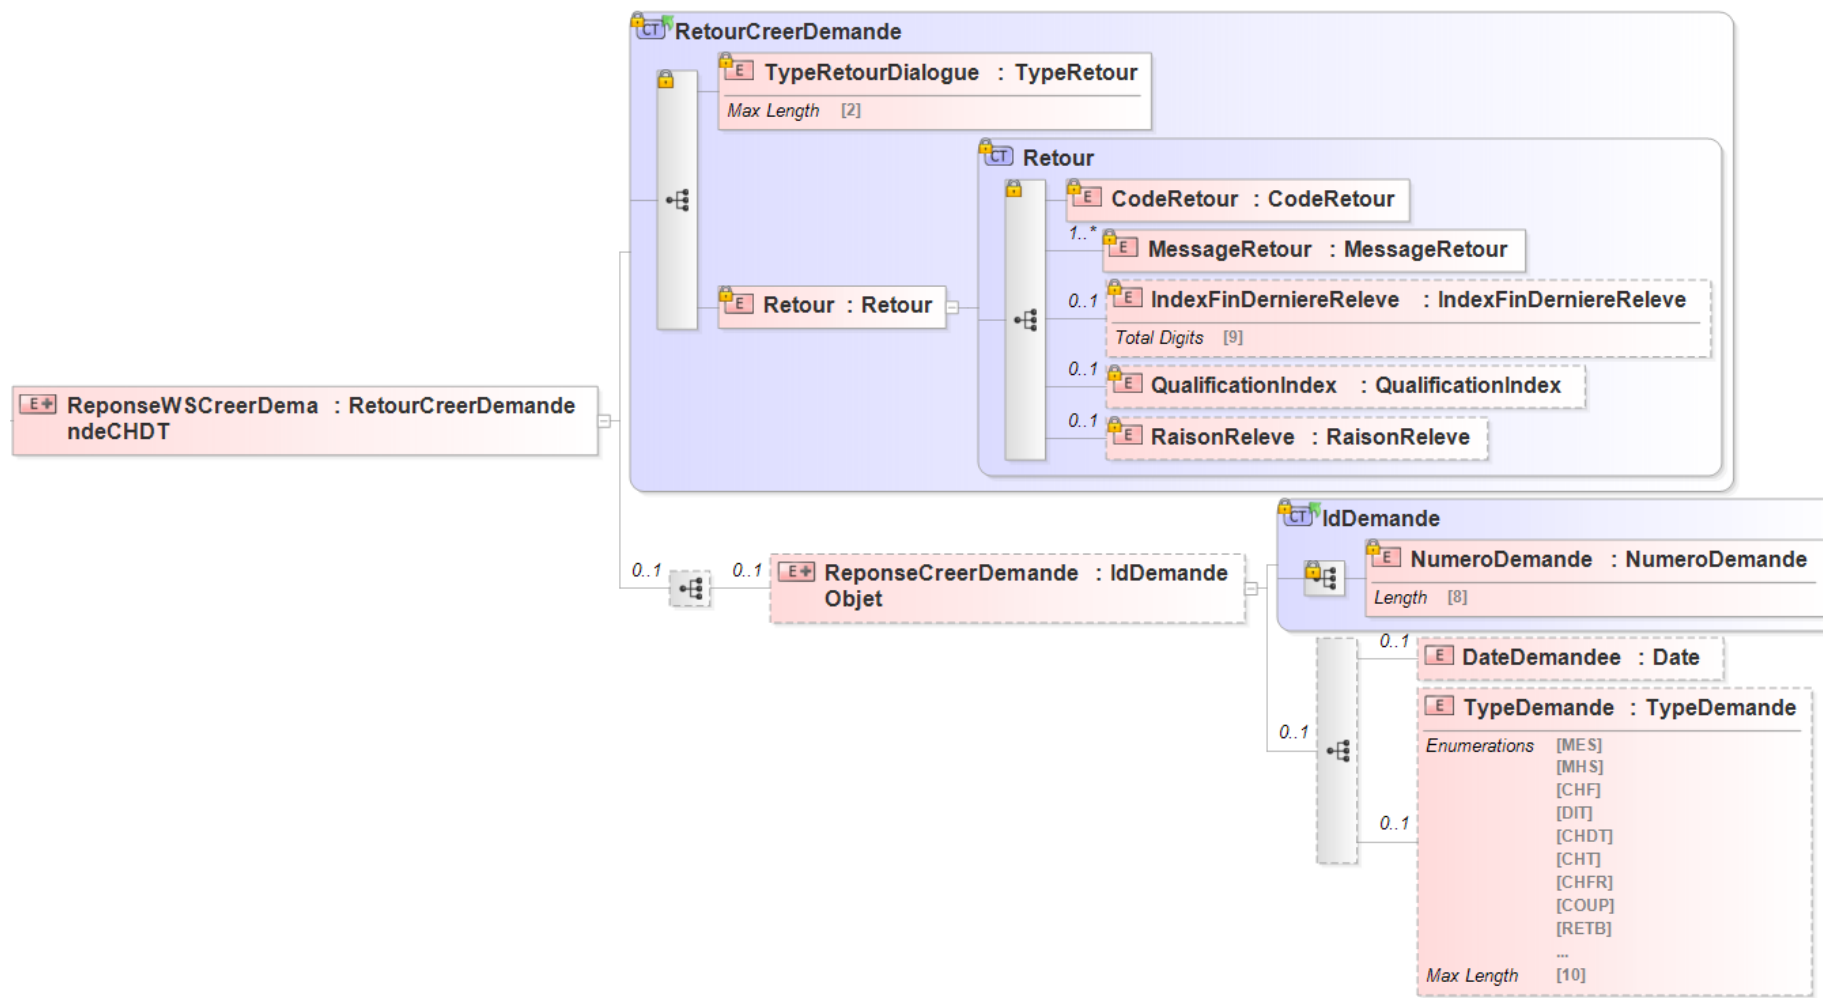 CT RetourCreerDemande
E TypeRetourDialogue : TypeRetour
Max Length [2]
CT Retour
E CodeRetour : CodeRetour
1..*
E MessageRetour : MessageRetour
0..1
E IndexFinDerniereReleve : IndexFinDerniereReleve
Total Digits [9]
E Retour : Retour
0..1
E QualificationIndex : QualificationIndex
0..1
E RaisonReleve : RaisonReleve
E+ ReponseWSCreerDema : RetourCreerDemande
ndeCHDT
CT IdDemande
E NumeroDemande : NumeroDemande
Length [8]
0..1
0..1
E+ ReponseCreerDemande : IdDemande
Objet
0..1
E DateDemandee : Date
0..1
E TypeDemande : TypeDemande
Enumerations [MES]
[MHS]
[CHF]
[DIT]
0..1
[CHDT]
[CHT]
[CHFR]
[COUP]
[RETB]
...
Max Length [10]